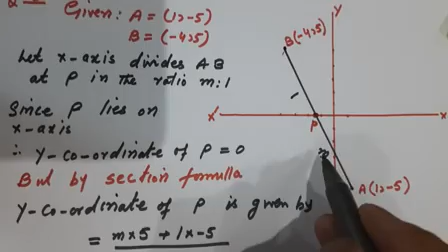 Given: A = (1, -5)
B = (-4, 5)
Let x-axis divides AB
at P in the ratio m:1
Since P lies on
x-axis
∴ Y-co-ordinate of P = 0
But by section formula
Y-co-ordinate of P is given by
= m×5 + 1×-5
Y
B(-4,5)
X'
X
P
m
A(1,-5)